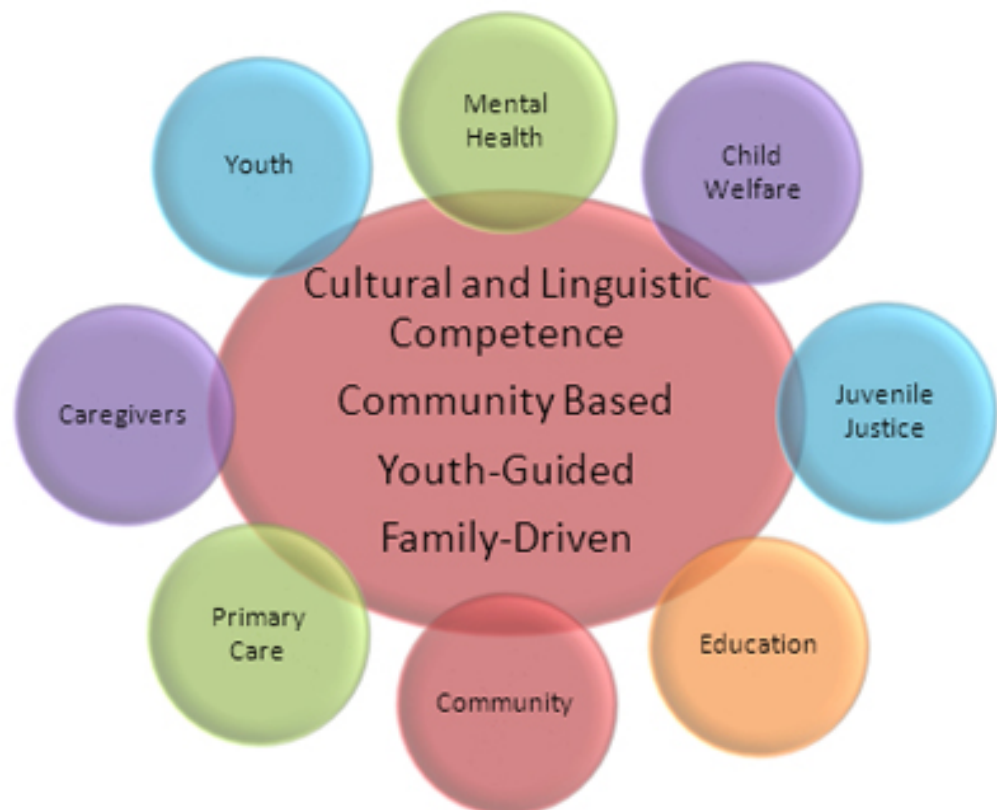 Mental
Health
Youth
Child
Welfare
Cultural and Linguistic
Competence
Community Based
Youth-Guided
Family-Driven
Caregivers
Juvenile
Justice
Primary
Care
Education
Community